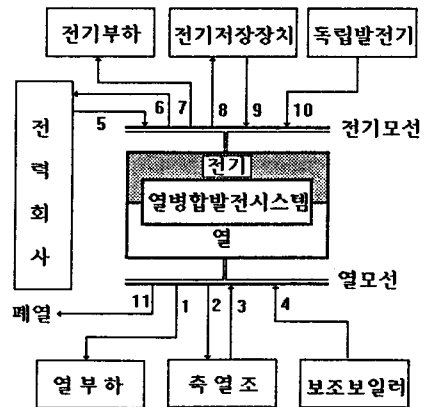 전기부하
전기저장장치
독립발전기
전력회사
5
6
7
8
9
10
전기모선
전기
열병합발전시스템
열
열모선
폐열
11
1
2
3
4
열부하
축열조
보조보일러